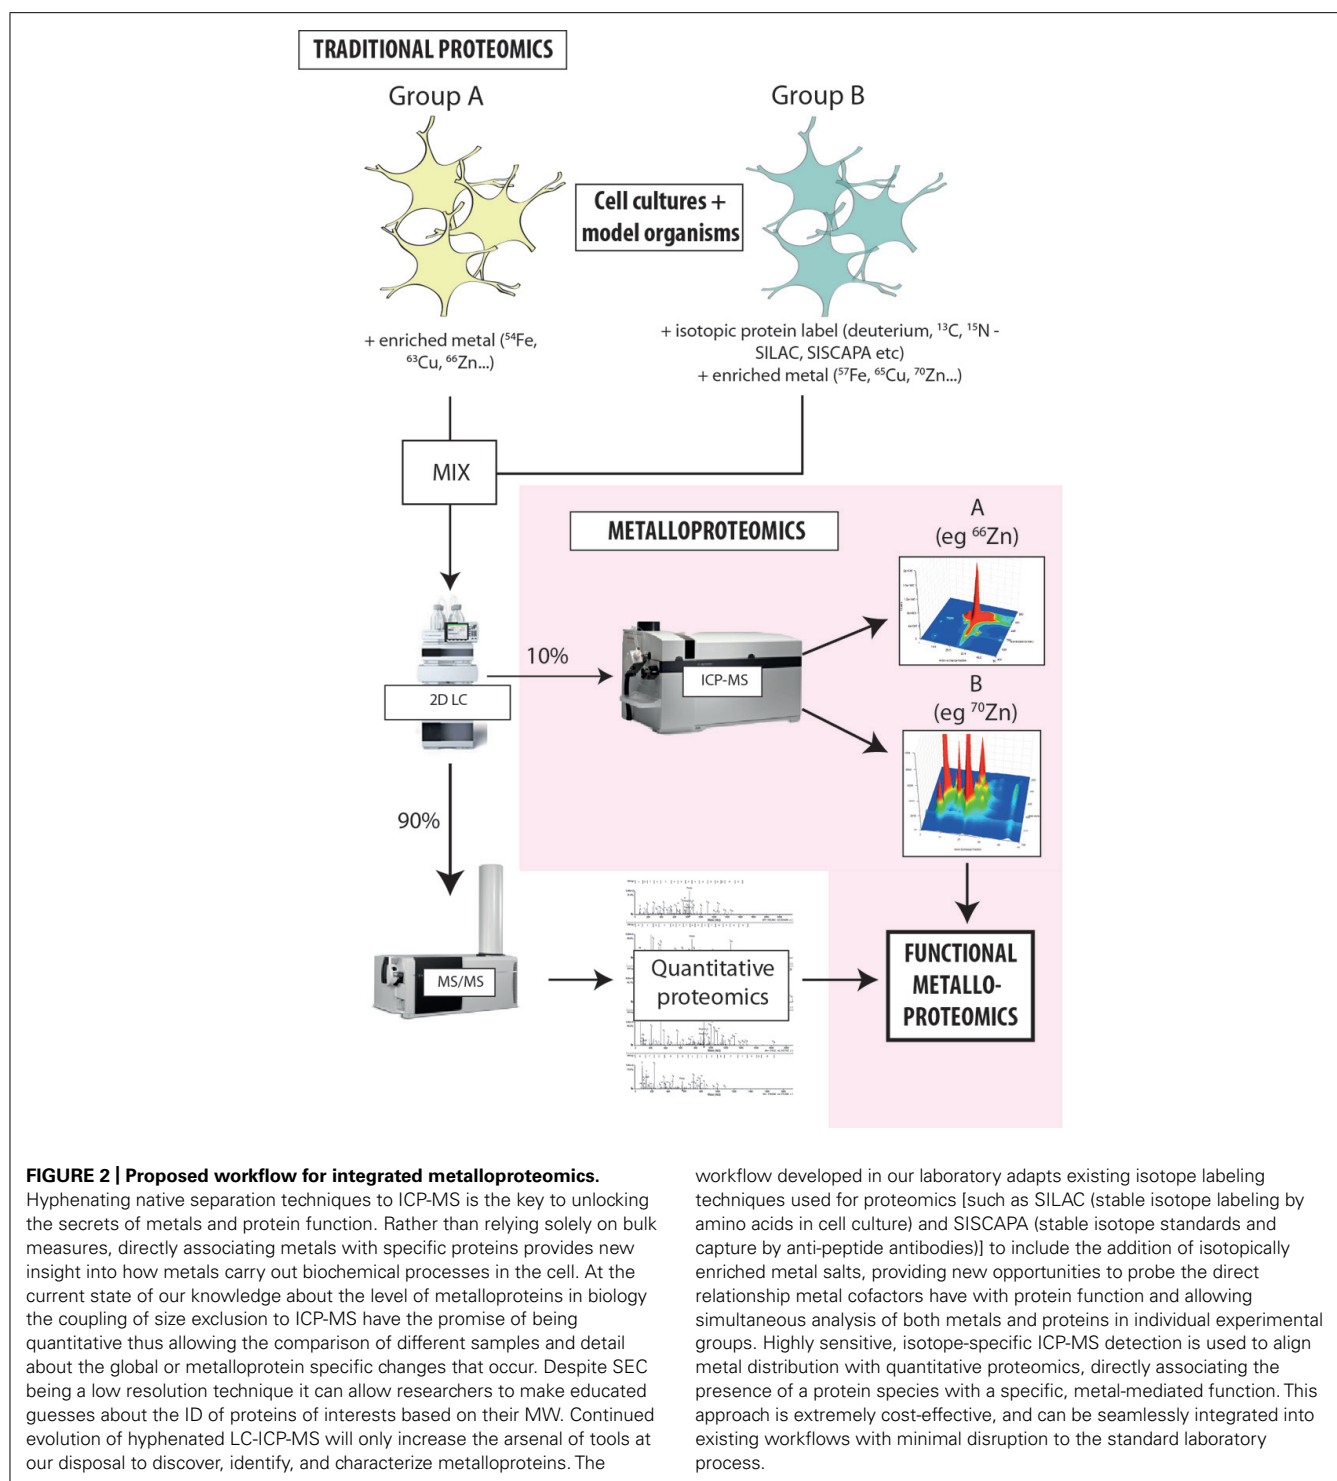 TRADITIONAL PROTEOMICS
Group A
Group B
Cell cultures +
model organisms
+ enriched metal (⁵⁴Fe,
⁶³Cu, ⁶⁶Zn...)
+ isotopic protein label (deuterium, ¹³C, ¹⁵N -
SILAC, SISCAPA etc)
+ enriched metal (⁵⁷Fe, ⁶⁵Cu, ⁷⁰Zn...)
MIX
METALLOPROTEOMICS
A
(eg ⁶⁶Zn)
10%
ICP-MS
2D LC
B
(eg ⁷⁰Zn)
90%
MS/MS
Quantitative
proteomics
FUNCTIONAL
METALLO-
PROTEOMICS
FIGURE 2 | Proposed workflow for integrated metalloproteomics.
Hyphenating native separation techniques to ICP-MS is the key to unlocking
the secrets of metals and protein function. Rather than relying solely on bulk
measures, directly associating metals with specific proteins provides new
insight into how metals carry out biochemical processes in the cell. At the
current state of our knowledge about the level of metalloproteins in biology
the coupling of size exclusion to ICP-MS have the promise of being
quantitative thus allowing the comparison of different samples and detail
about the global or metalloprotein specific changes that occur. Despite SEC
being a low resolution technique it can allow researchers to make educated
guesses about the ID of proteins of interests based on their MW. Continued
evolution of hyphenated LC-ICP-MS will only increase the arsenal of tools at
our disposal to discover, identify, and characterize metalloproteins. The
workflow developed in our laboratory adapts existing isotope labeling
techniques used for proteomics [such as SILAC (stable isotope labeling by
amino acids in cell culture) and SISCAPA (stable isotope standards and
capture by anti-peptide antibodies)] to include the addition of isotopically
enriched metal salts, providing new opportunities to probe the direct
relationship metal cofactors have with protein function and allowing
simultaneous analysis of both metals and proteins in individual experimental
groups. Highly sensitive, isotope-specific ICP-MS detection is used to align
metal distribution with quantitative proteomics, directly associating the
presence of a protein species with a specific, metal-mediated function. This
approach is extremely cost-effective, and can be seamlessly integrated into
existing workflows with minimal disruption to the standard laboratory
process.